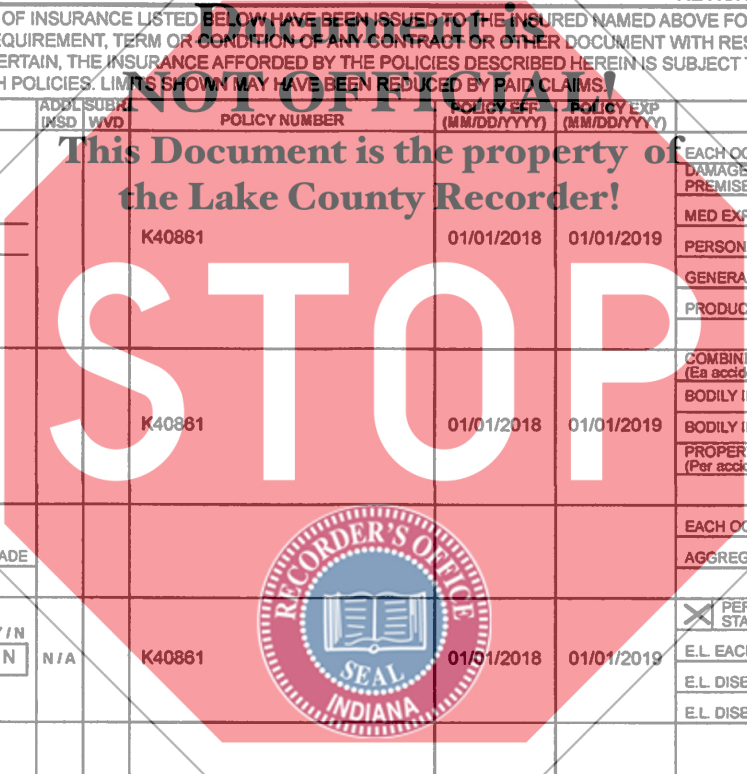 OF INSURANCE LISTED BELOW HAVE BEEN ISSUED TO THE INSURED NAMED ABOVE FO
Document is
EQUIREMENT, TERM OR CONDITION OF ANY CONTRACT OR OTHER DOCUMENT WITH RES
ERTAIN, THE INSURANCE AFFORDED BY THE POLICIES DESCRIBED HEREIN IS SUBJECT T
H POLICIES. LIMITS SHOWN MAY HAVE BEEN REDUCED BY PAID CLAIMS.
NOT OFFICIAL!
ADDL SUBR POLICY EFF POLICY EXP
INSD WVD POLICY NUMBER (MM/DD/YYYY) (MM/DD/YYYY)
This Document is the property of
the Lake County Recorder!
EACH OC
DAMAGE
PREMISE
MED EXP
K40861 01/01/2018 01/01/2019
PERSON
GENERA
PRODUC
STOP
COMBINE
(Ea accid
BODILY I
K40861 01/01/2018 01/01/2019
BODILY I
PROPER
(Per accid
EACH OC
ADE
AGGREG
RECORDER'S OFFICE
SEAL
INDIANA
PER
STA
Y / N
N N / A K40861 01/01/2018 01/01/2019
E.L. EACH
E.L. DISE
E.L. DISE